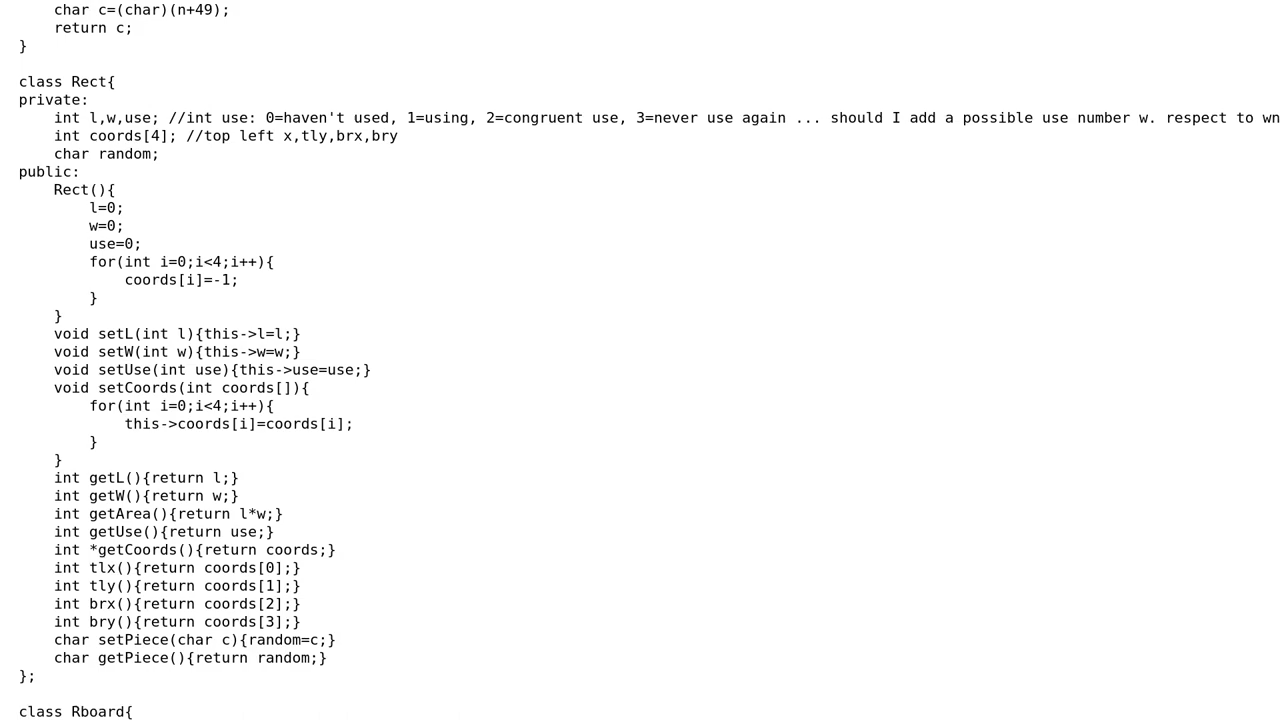 char c=(char)(n+49);
    return c;
}

class Rect{
private:
    int l,w,use; //int use: 0=haven't used, 1=using, 2=congruent use, 3=never use again ... should I add a possible use number w. respect to wn
    int coords[4]; //top left x,tly,brx,bry
    char random;
public:
    Rect(){
        l=0;
        w=0;
        use=0;
        for(int i=0;i<4;i++){
            coords[i]=-1;
        }
    }
    void setL(int l){this->l=l;}
    void setW(int w){this->w=w;}
    void setUse(int use){this->use=use;}
    void setCoords(int coords[]){
        for(int i=0;i<4;i++){
            this->coords[i]=coords[i];
        }
    }
    int getL(){return l;}
    int getW(){return w;}
    int getArea(){return l*w;}
    int getUse(){return use;}
    int *getCoords(){return coords;}
    int tlx(){return coords[0];}
    int tly(){return coords[1];}
    int brx(){return coords[2];}
    int bry(){return coords[3];}
    char setPiece(char c){random=c;}
    char getPiece(){return random;}
};

class Rboard{